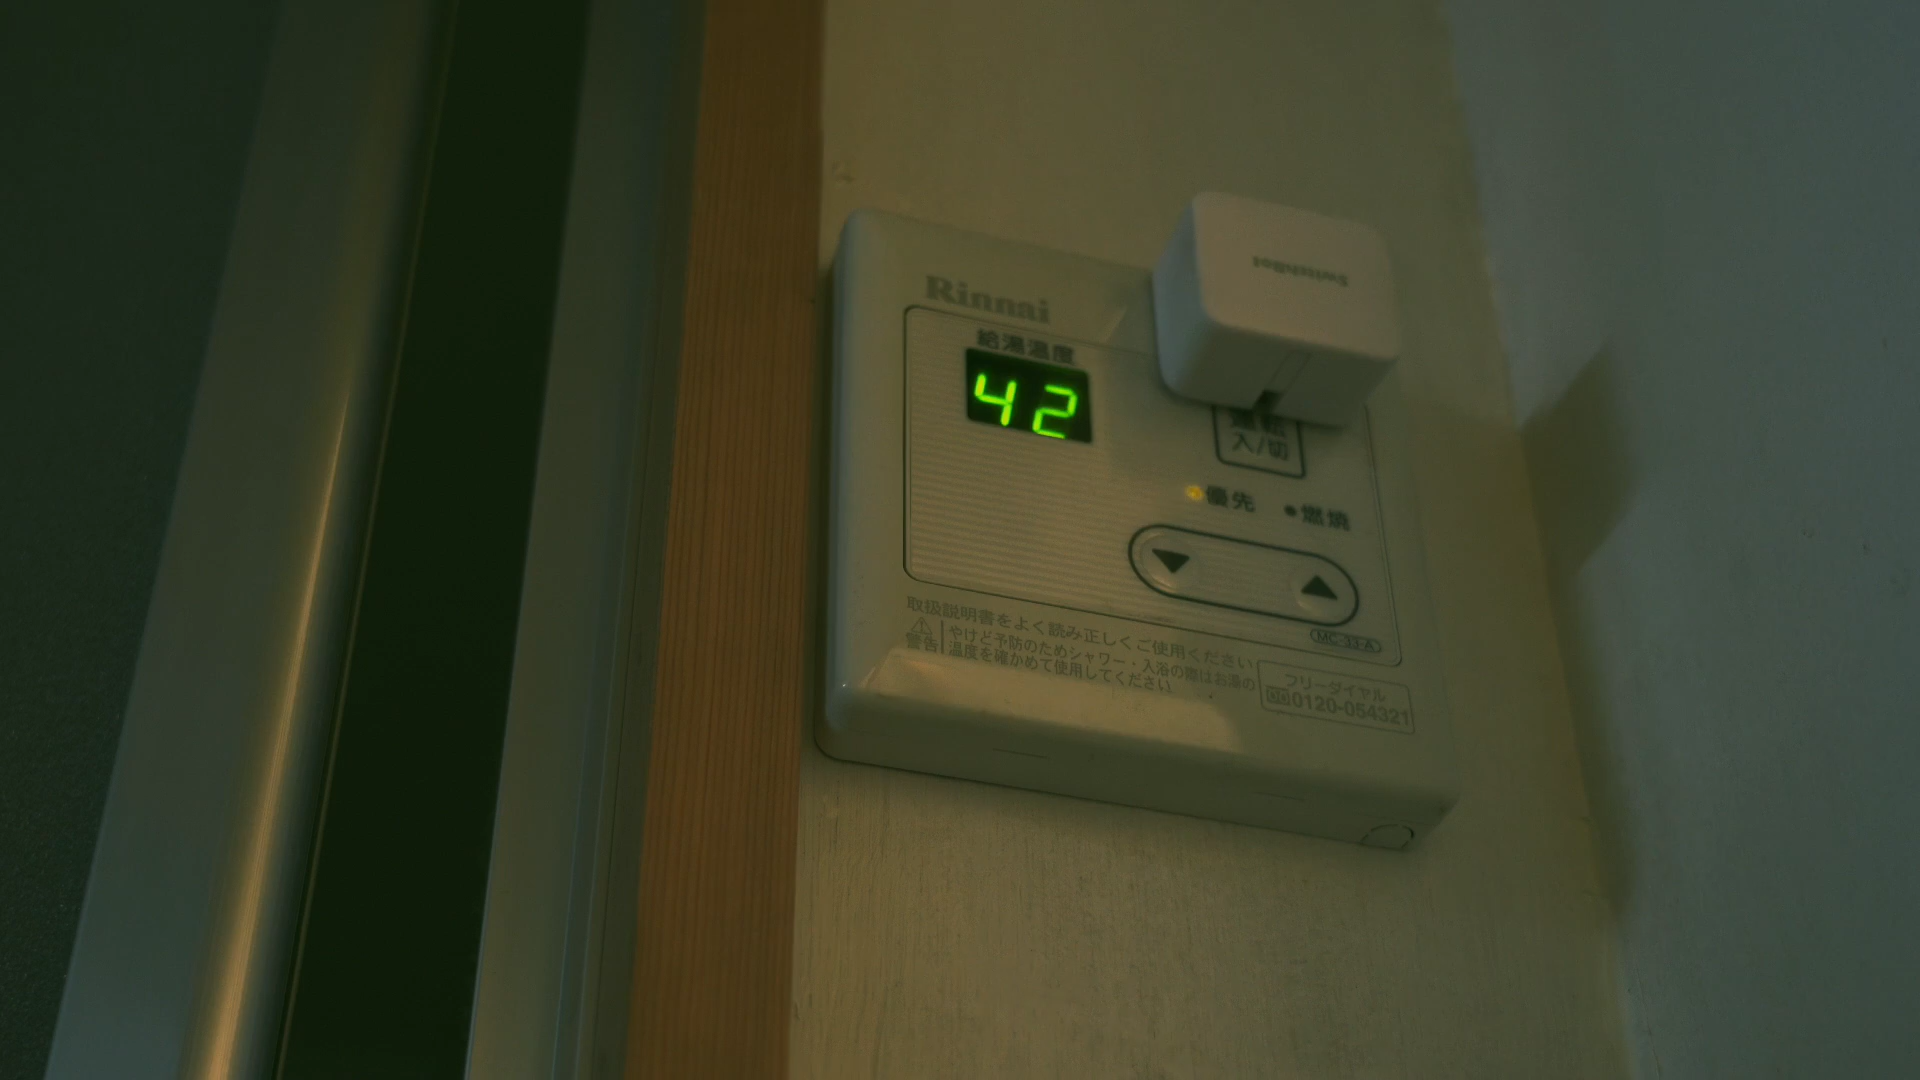 Rinnai
SwitchBot
給湯温度
42
運転
入/切
優先
燃焼
▼ ▲
MC-33-A
取扱説明書をよく読み正しくご使用ください
警告 やけど予防のためシャワー・入浴の際はお湯の
温度を確かめて使用してください
フリーダイヤル
0120-054321